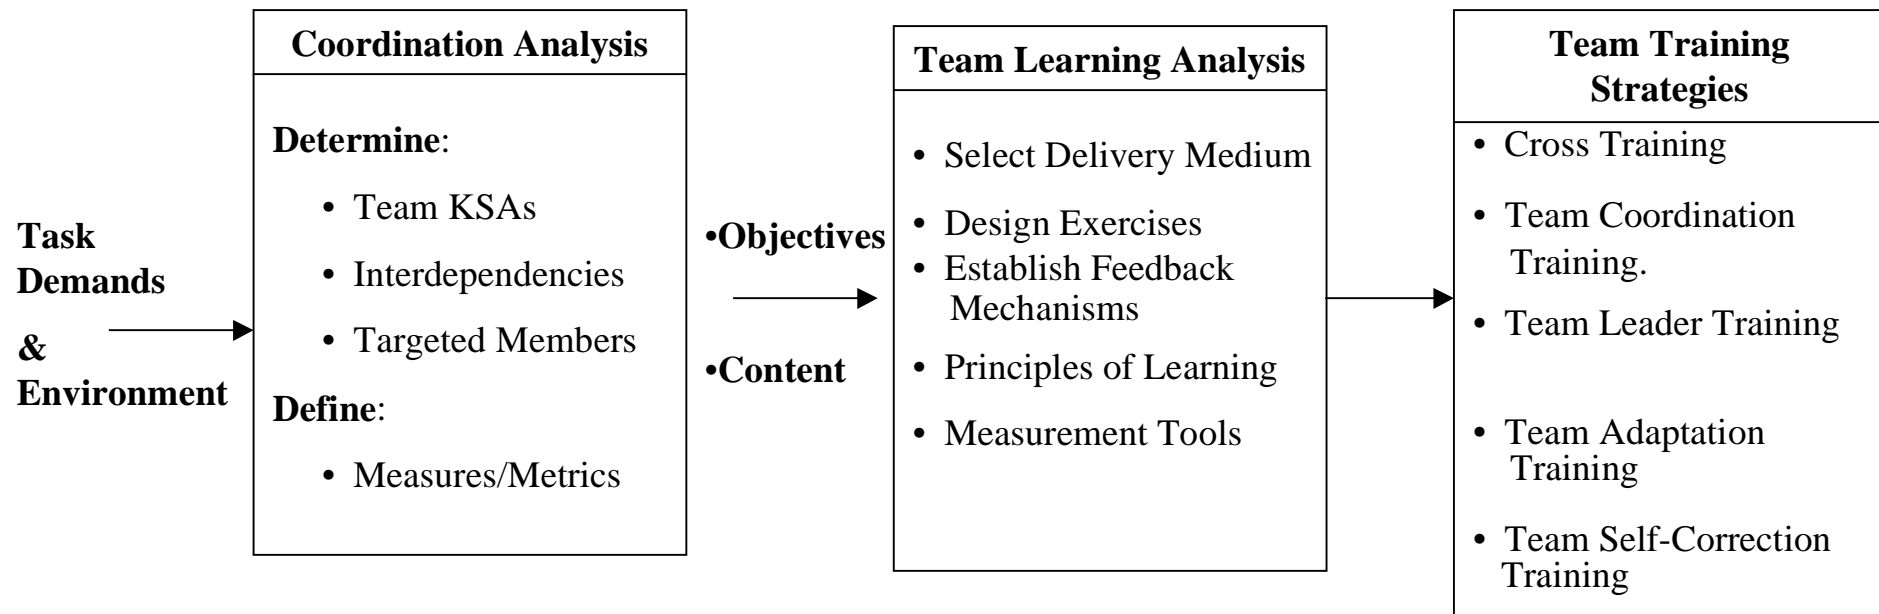 Task
Demands
&
Environment
Coordination Analysis
Determine:
• Team KSAs
• Interdependencies
• Targeted Members
Define:
• Measures/Metrics
•Objectives
•Content
Team Learning Analysis
• Select Delivery Medium
• Design Exercises
• Establish Feedback
Mechanisms
• Principles of Learning
• Measurement Tools
Team Training
Strategies
• Cross Training
• Team Coordination
Training.
• Team Leader Training
• Team Adaptation
Training
• Team Self-Correction
Training